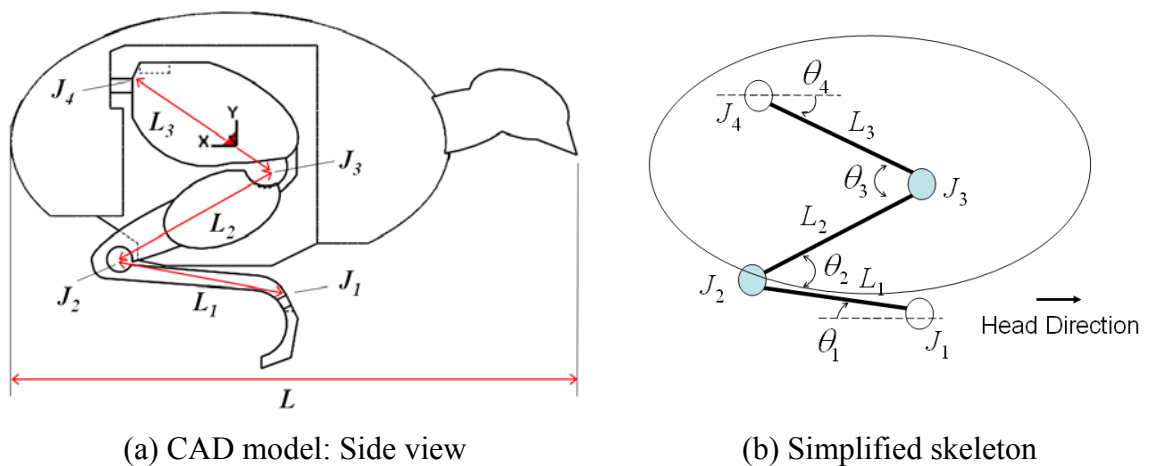 J₄
L₃
X Y
J₃
L₂
J₂
L₁
J₁
L
θ₄
J₄
L₃
θ₃
J₃
L₂
θ₂
J₂
L₁
θ₁
J₁
Head Direction
(a) CAD model: Side view
(b) Simplified skeleton